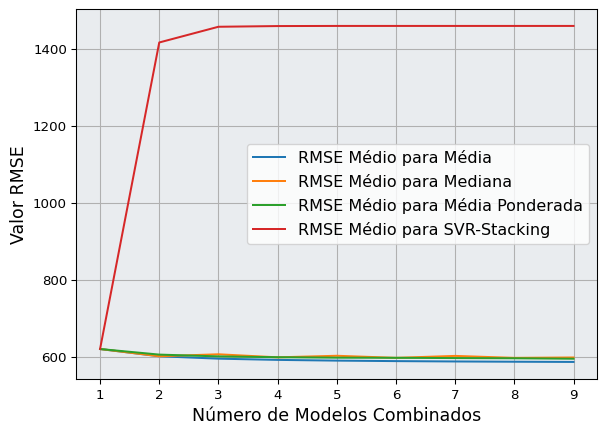 1400
1200
1000
800
600
Valor RMSE
RMSE Médio para Média
RMSE Médio para Mediana
RMSE Médio para Média Ponderada
RMSE Médio para SVR-Stacking
1 2 3 4 5 6 7 8 9
Número de Modelos Combinados